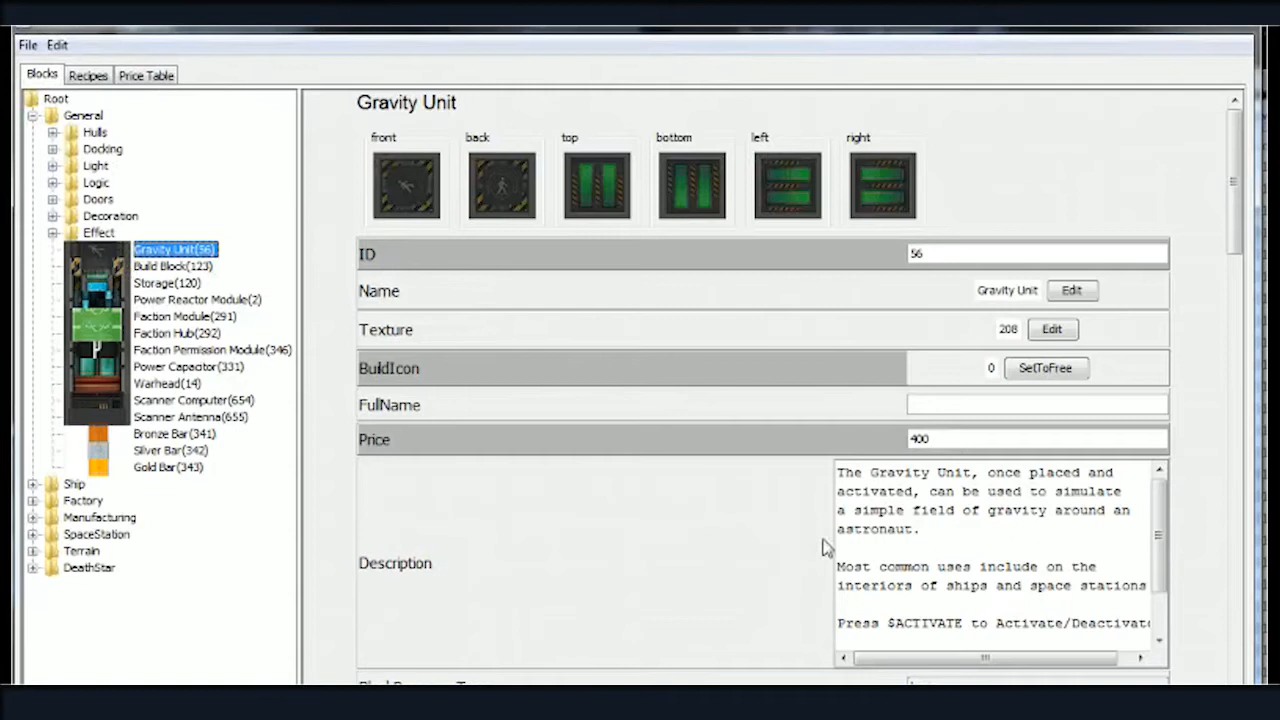 File Edit
Blocks Recipes Price Table
Root
General
Hulls
Docking
Light
Logic
Doors
Decoration
Effect
Gravity Unit(56)
Build Block(123)
Storage(120)
Power Reactor Module(2)
Faction Module(291)
Faction Hub(292)
Faction Permission Module(346)
Power Capacitor(331)
Warhead(14)
Scanner Computer(654)
Scanner Antenna(655)
Bronze Bar(341)
Silver Bar(342)
Gold Bar(343)
Ship
Factory
Manufacturing
SpaceStation
Terrain
DeathStar
Gravity Unit
front back top bottom left right
ID 56
Name Gravity Unit Edit
Texture 208 Edit
BuildIcon 0 SetToFree
FullName
Price 400
Description
The Gravity Unit, once placed and
activated, can be used to simulate
a simple field of gravity around an
astronaut.
Most common uses include on the
interiors of ships and space stations
Press $ACTIVATE to Activate/Deactivate